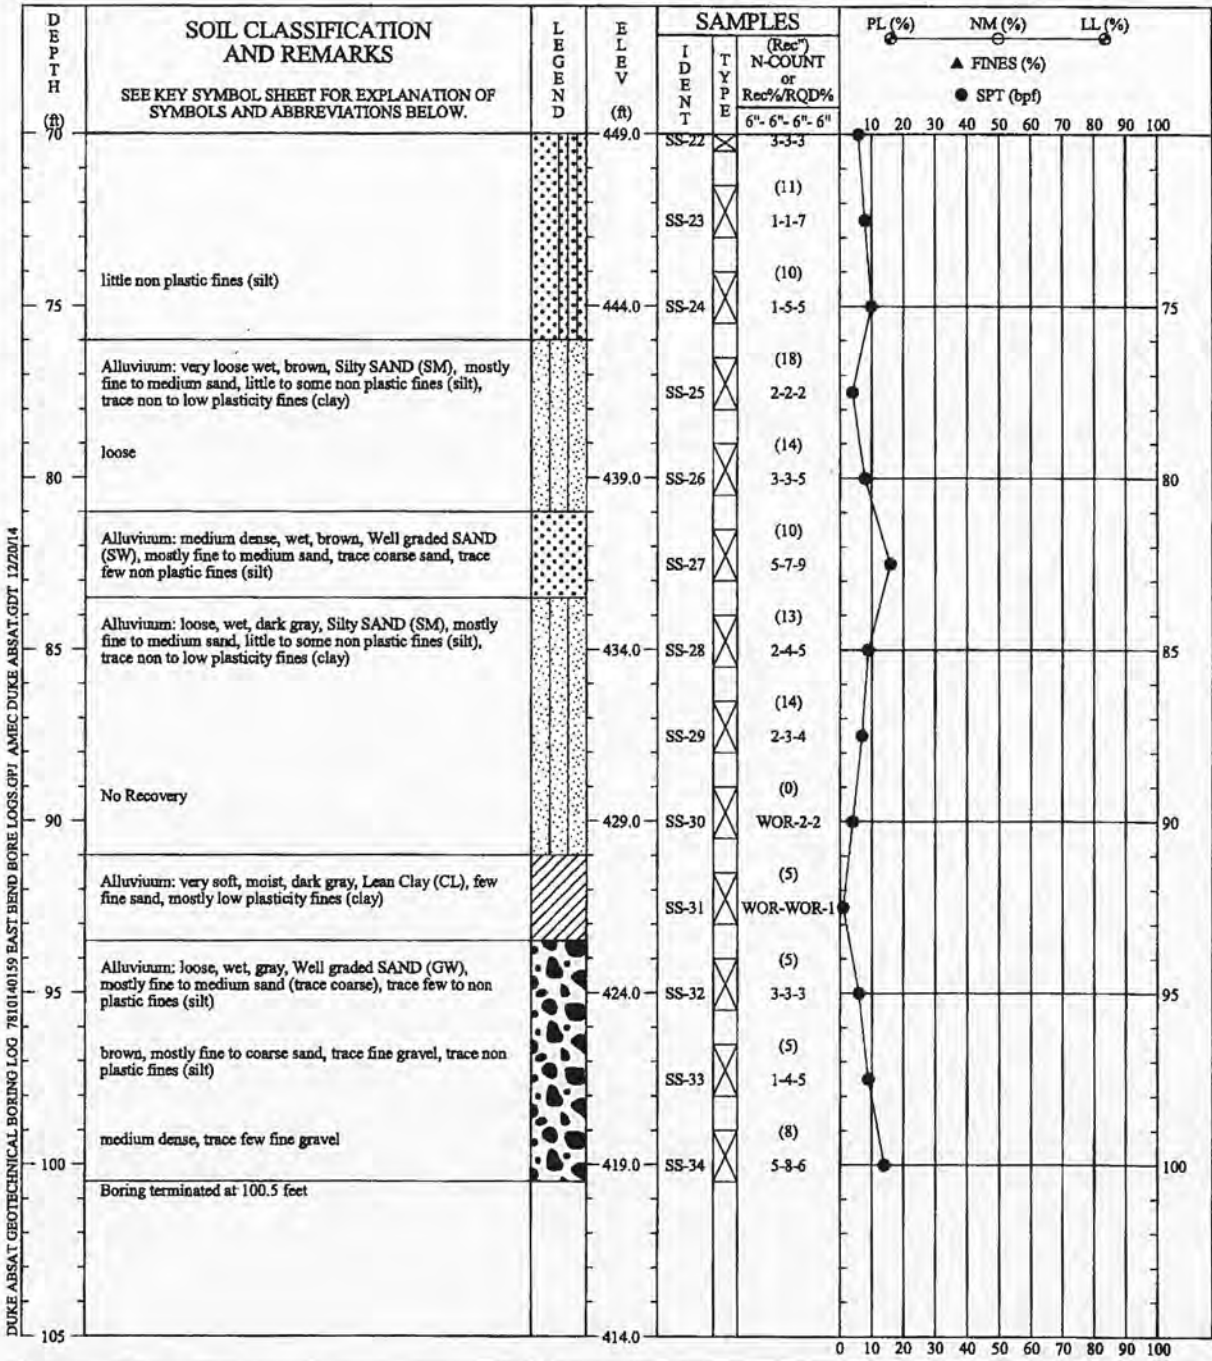 DEPTH
(ft)
SOIL CLASSIFICATION
AND REMARKS
SEE KEY SYMBOL SHEET FOR EXPLANATION OF
SYMBOLS AND ABBREVIATIONS BELOW.
LEGEND
ELEV
(ft)
SAMPLES
IDENT
TYPE
(Rec")
N-COUNT
or
Rec%/RQD%
6"- 6"- 6"- 6"
PL (%) NM (%) LL (%)
▲ FINES (%)
● SPT (bpf)
10 20 30 40 50 60 70 80 90 100
70 449.0 SS-22 3-3-3
(11)
SS-23 1-1-7
little non plastic fines (silt)
(10)
75 444.0 SS-24 1-5-5 75
Alluviuum: very loose wet, brown, Silty SAND (SM), mostly
fine to medium sand, little to some non plastic fines (silt),
trace non to low plasticity fines (clay)
(18)
SS-25 2-2-2
loose
(14)
80 439.0 SS-26 3-3-5 80
Alluviuum: medium dense, wet, brown, Well graded SAND
(SW), mostly fine to medium sand, trace coarse sand, trace
few non plastic fines (silt)
(10)
SS-27 5-7-9
Alluviuum: loose, wet, dark gray, Silty SAND (SM), mostly
fine to medium sand, little to some non plastic fines (silt),
trace non to low plasticity fines (clay)
(13)
85 434.0 SS-28 2-4-5 85
(14)
SS-29 2-3-4
No Recovery
(0)
90 429.0 SS-30 WOR-2-2 90
Alluviuum: very soft, moist, dark gray, Lean Clay (CL), few
fine sand, mostly low plasticity fines (clay)
(5)
SS-31 WOR-WOR-1
Alluviuum: loose, wet, gray, Well graded SAND (GW),
mostly fine to medium sand (trace coarse), trace few to non
plastic fines (silt)
(5)
95 424.0 SS-32 3-3-3 95
brown, mostly fine to coarse sand, trace fine gravel, trace non
plastic fines (silt)
(5)
SS-33 1-4-5
medium dense, trace few fine gravel
(8)
100 419.0 SS-34 5-8-6 100
Boring terminated at 100.5 feet
105 414.0
0 10 20 30 40 50 60 70 80 90 100
DUKE ABSAT GEOTECHNICAL BORING LOG 7810140159 EAST BEND BORE LOGS.GPJ AMEC DUKE ABSAT.GDT 12/20/14